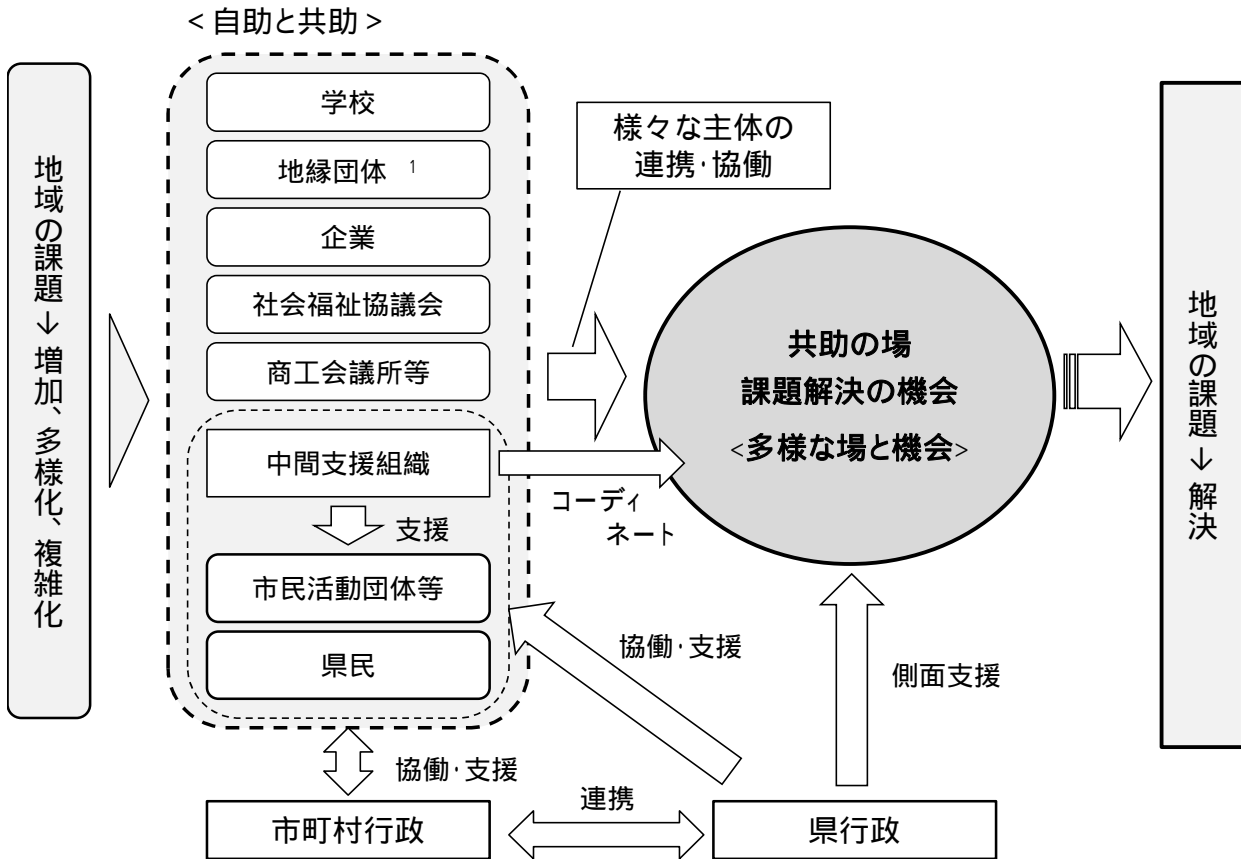 ＜自助と共助＞
地域の課題→増加、多様化、複雑化
学校
地縁団体 1
企業
社会福祉協議会
商工会議所等
中間支援組織
支援
市民活動団体等
県民
様々な主体の
連携・協働
コーディ
ネート
共助の場
課題解決の機会
<多様な場と機会>
地域の課題→解決
協働・支援
側面支援
協働・支援
市町村行政
連携
県行政